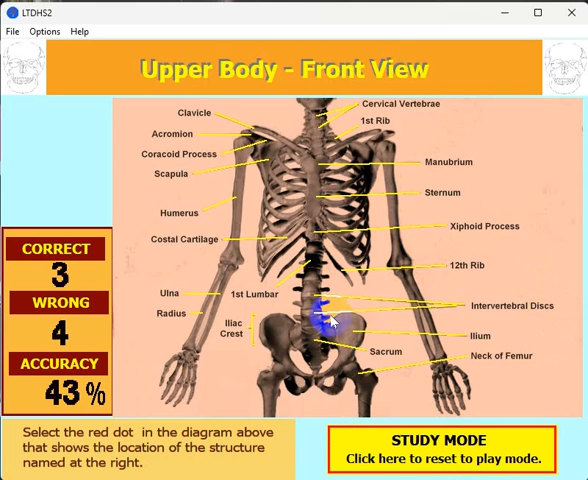 LTDHS2
File Options Help
Upper Body - Front View
Clavicle
Acromion
Coracoid Process
Scapula
Humerus
Costal Cartilage
Ulna
Radius
1st Lumbar
Iliac
Crest
Cervical Vertebrae
1st Rib
Manubrium
Sternum
Xiphoid Process
12th Rib
Intervertebral Discs
Ilium
Sacrum
Neck of Femur
CORRECT
3
WRONG
4
ACCURACY
43 %
Select the red dot in the diagram above
that shows the location of the structure
named at the right.
STUDY MODE
Click here to reset to play mode.